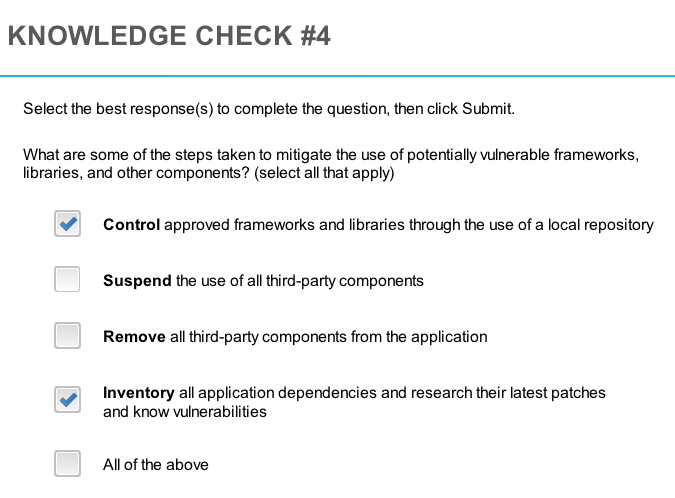 KNOWLEDGE CHECK #4
Select the best response(s) to complete the question, then click Submit.
What are some of the steps taken to mitigate the use of potentially vulnerable frameworks,
libraries, and other components? (select all that apply)
Control approved frameworks and libraries through the use of a local repository
Suspend the use of all third-party components
Remove all third-party components from the application
Inventory all application dependencies and research their latest patches
and know vulnerabilities
All of the above